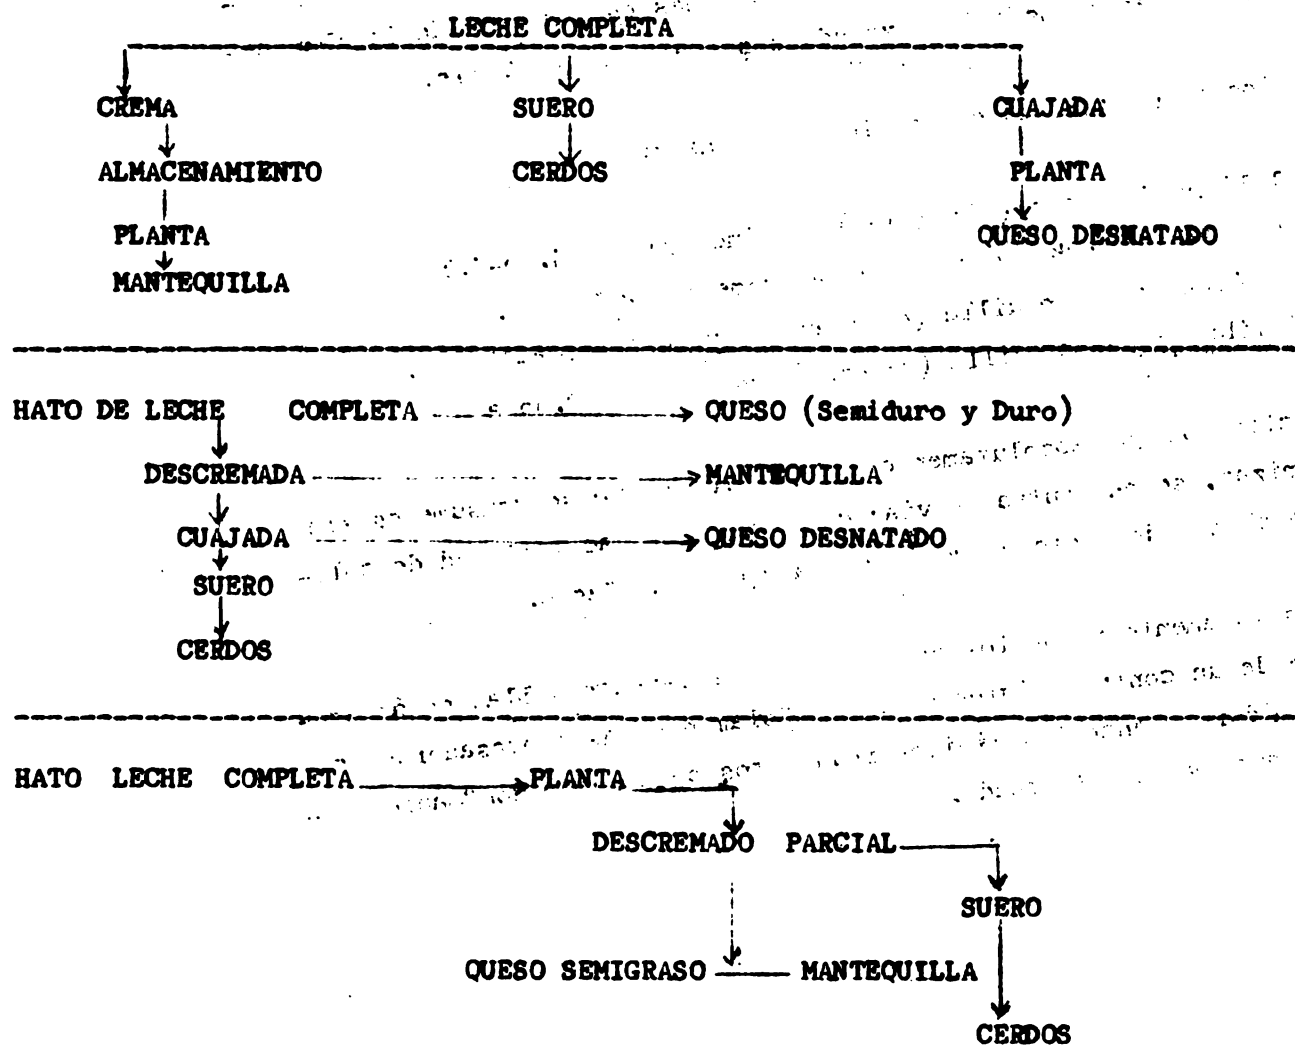 LECHE COMPLETA
CREMA SUERO CUAJADA
ALMACENAMIENTO CERDOS PLANTA
PLANTA QUESO DESNATADO
MANTEQUILLA
HATO DE LECHE COMPLETA QUESO (Semiduro y Duro)
DESCREMADA MANTEQUILLA
CUAJADA QUESO DESNATADO
SUERO
CERDOS
HATO LECHE COMPLETA PLANTA
DESCREMADO PARCIAL
SUERO
QUESO SEMIGRASO MANTEQUILLA
CERDOS